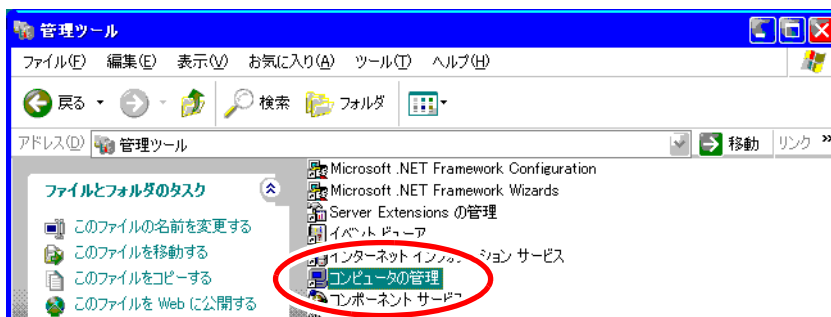 管理ツール
ファイル(F) 編集(E) 表示(V) お気に入り(A) ツール(T) ヘルプ(H)
戻る 検索 フォルダ
アドレス(D) 管理ツール 移動 リンク »
ファイルとフォルダのタスク
このファイルの名前を変更する
このファイルを移動する
このファイルをコピーする
このファイルを Web に公開する
Microsoft .NET Framework Configuration
Microsoft .NET Framework Wizards
Server Extensions の管理
イベント ビューア
インターネット インフォメーション サービス
コンピュータの管理
コンポーネント サービス